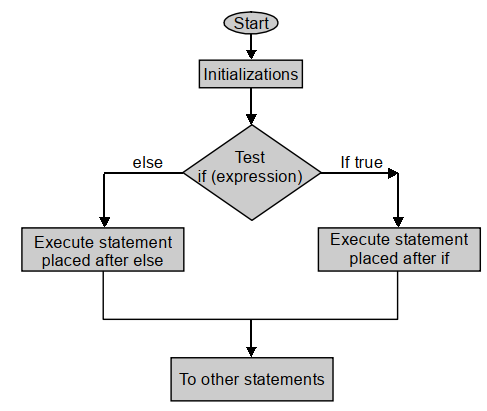 Start
Initializations
Test
if (expression)
else
If true
Execute statement
placed after else
Execute statement
placed after if
To other statements